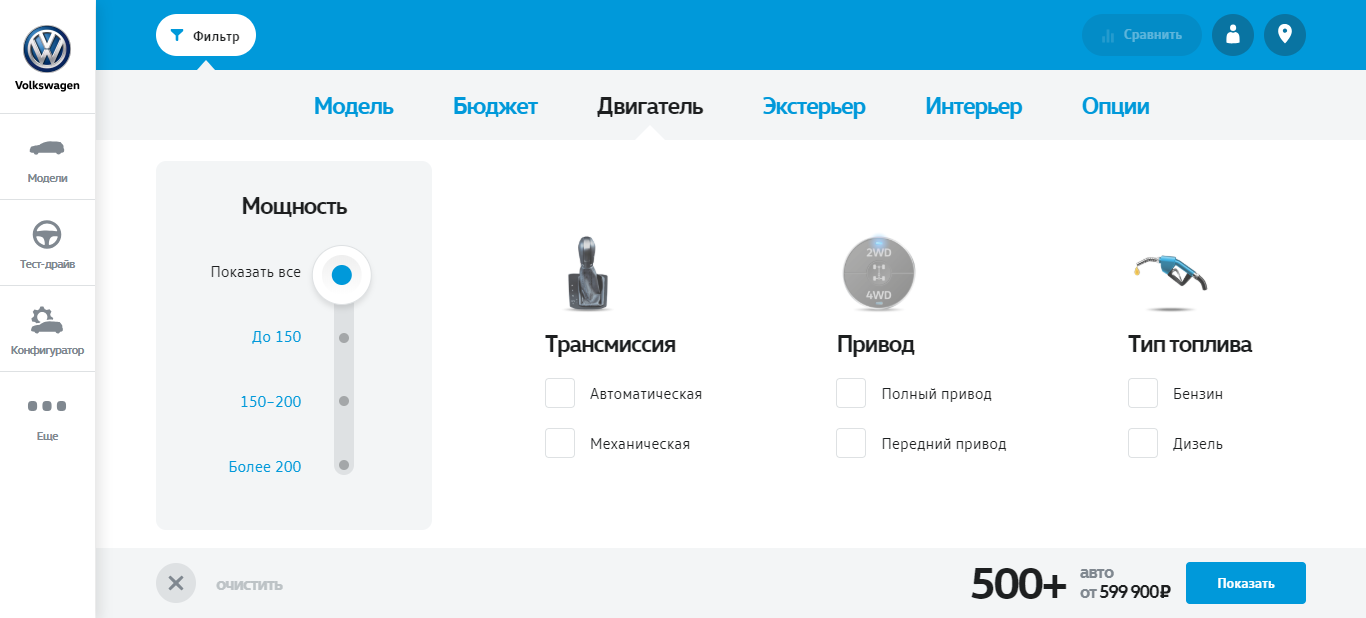 Фильтр
Сравнить
Volkswagen
Модель Бюджет Двигатель Экстерьер Интерьер Опции
Модели
Тест-драйв
Конфигуратор
Еще
Мощность
Показать все
До 150
150–200
Более 200
2WD
4WD
Трансмиссия
Автоматическая
Механическая
Привод
Полный привод
Передний привод
Тип топлива
Бензин
Дизель
очистить
500+
авто
от 599 900₽
Показать